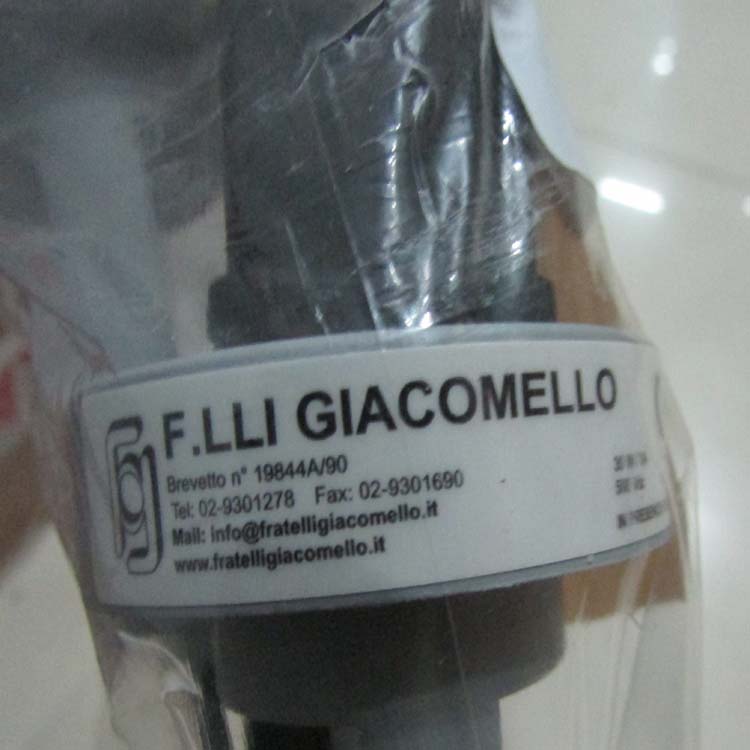 F.LLI GIACOMELLO
Brevetto n° 19844A/90
Tel: 02-9301278 Fax: 02-9301690
Mail: info@fratelligiacomello.it
www.fratelligiacomello.it